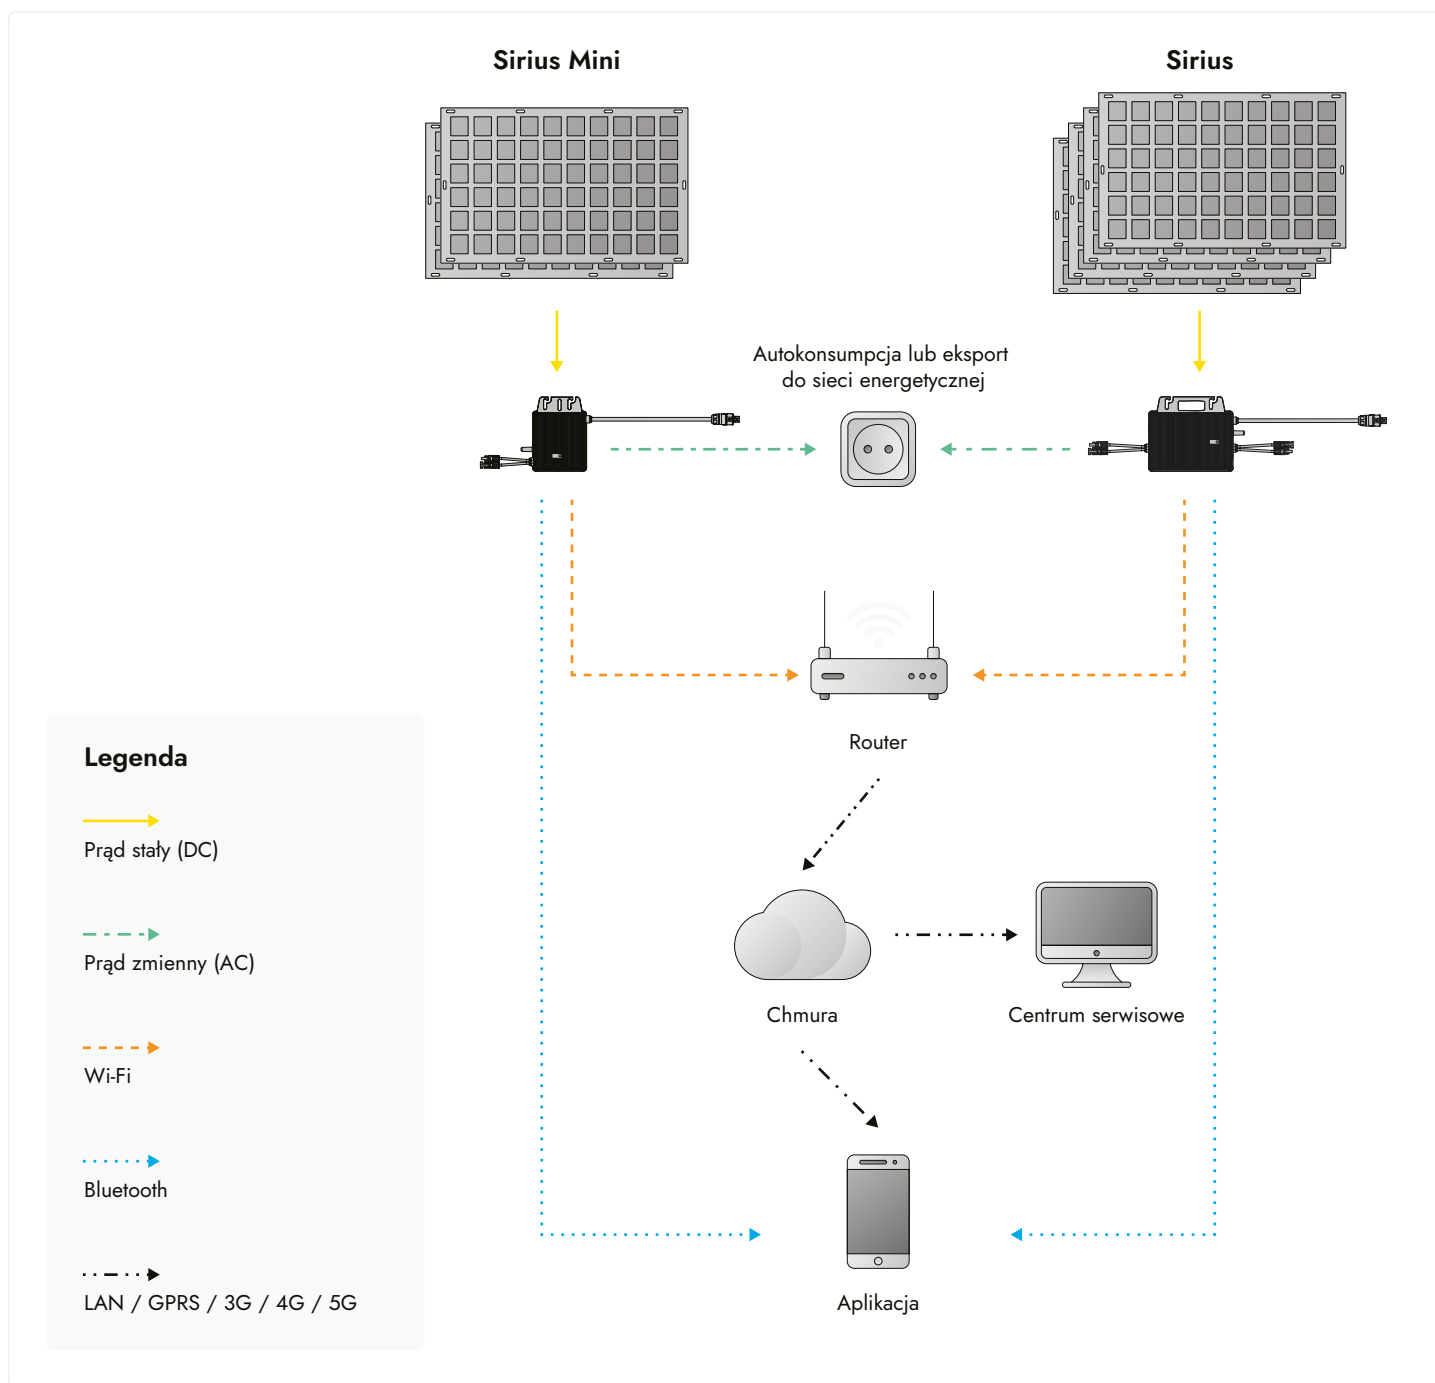 Sirius Mini
Sirius
Autokonsumpcja lub eksport
do sieci energetycznej
Router
Legenda
Prąd stały (DC)
Prąd zmienny (AC)
Wi-Fi
Bluetooth
LAN / GPRS / 3G / 4G / 5G
Chmura
Centrum serwisowe
Aplikacja